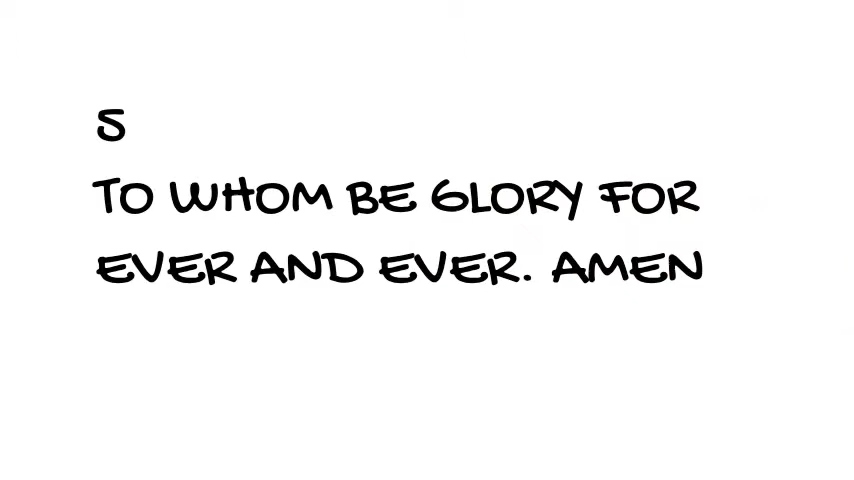 5
TO WHOM BE GLORY FOR
EVER AND EVER. AMEN